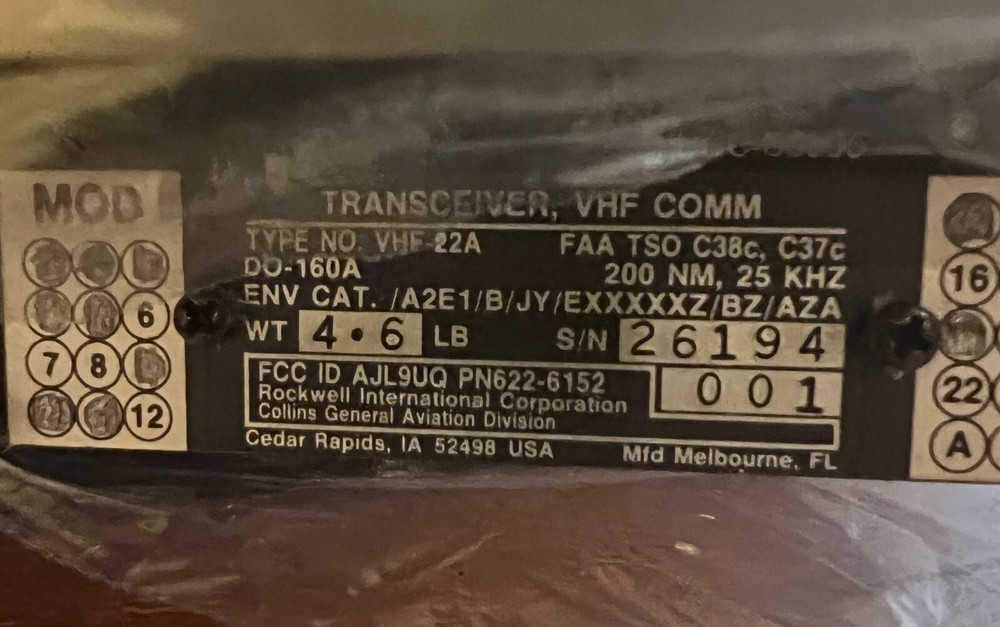 MOD
6
7 8
12
TRANSCEIVER, VHF COMM
TYPE NO. VHF-22A FAA TSO C38c, C37c
DO-160A 200 NM, 25 KHZ
ENV CAT. /A2E1/B/JY/EXXXXXZ/BZ/AZA
WT 4•6 LB S/N 26194
FCC ID AJL9UQ PN622-6152 001
Rockwell International Corporation
Collins General Aviation Division
Cedar Rapids, IA 52498 USA Mfd Melbourne, FL
16
22
A